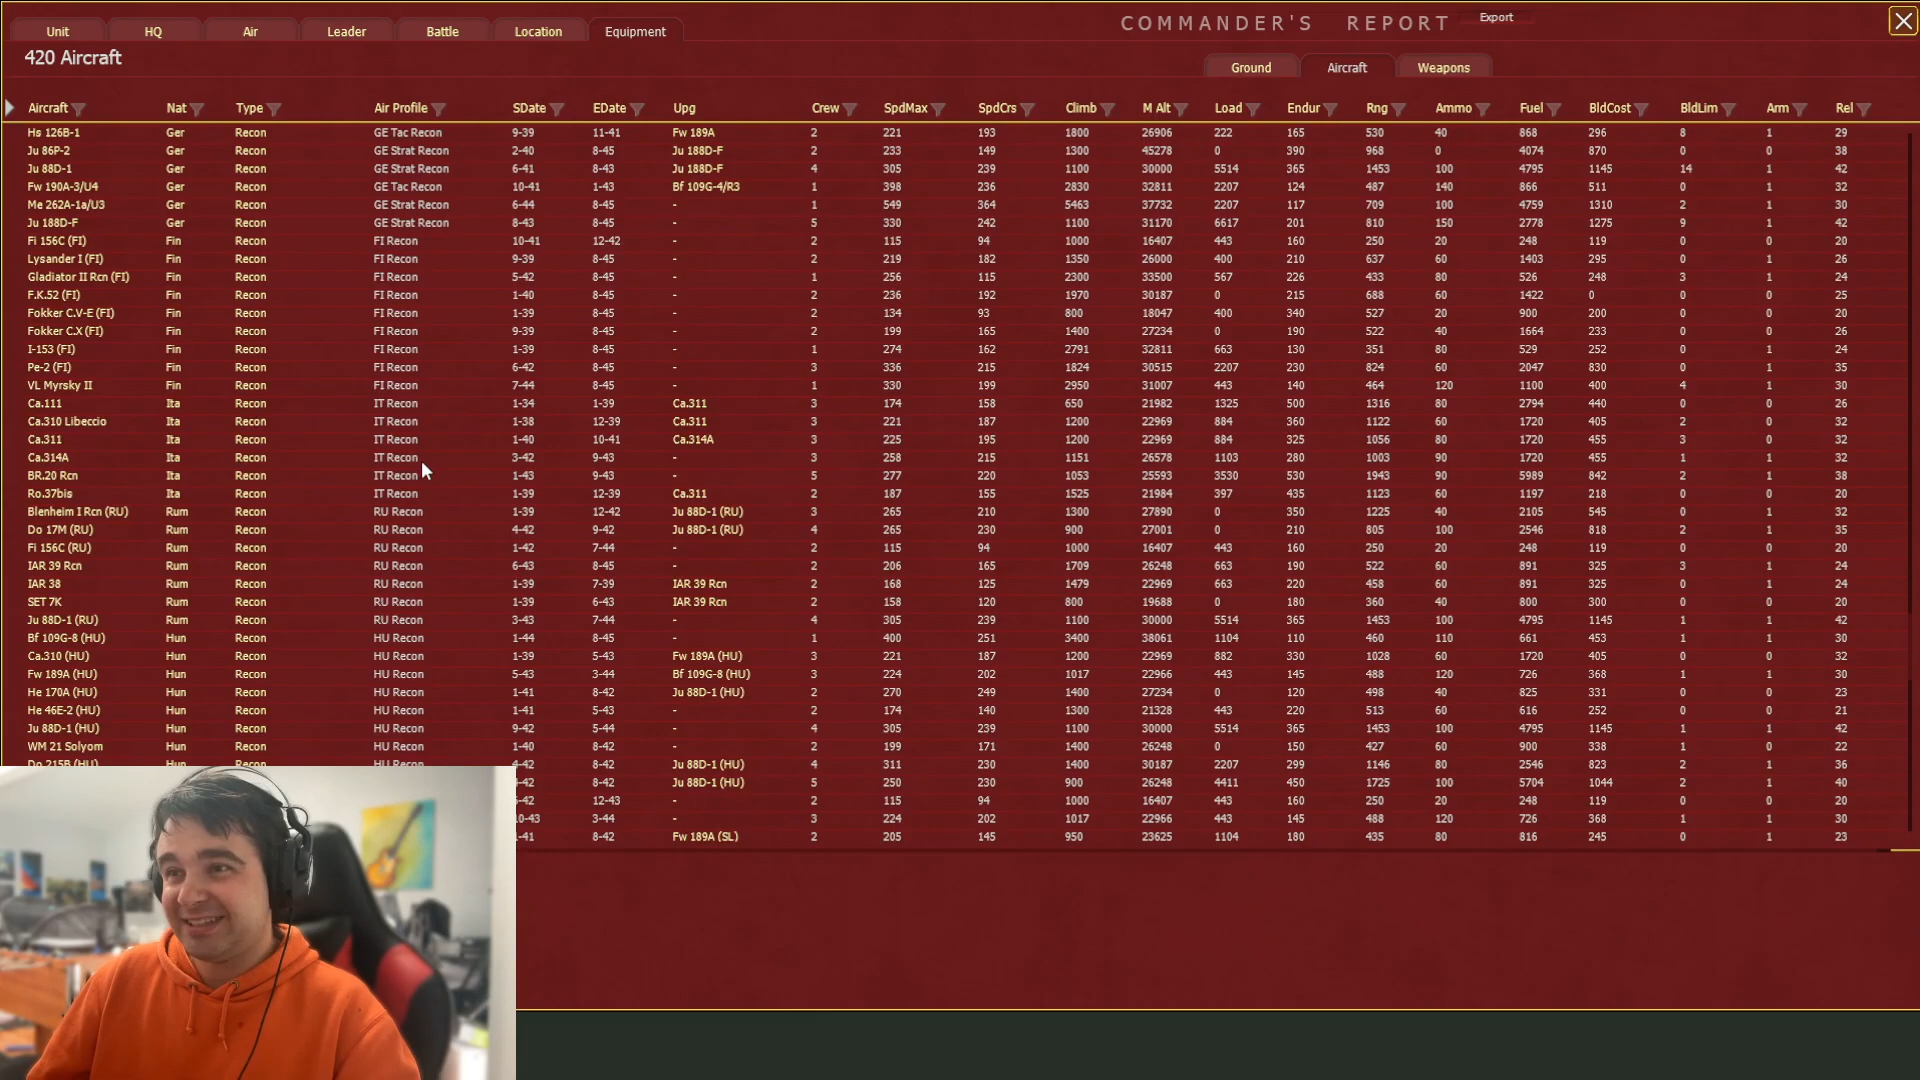 Unit HQ Air Leader Battle Location Equipment COMMANDER'S REPORT Export
420 Aircraft
Ground Aircraft Weapons
Aircraft Nat Type Air Profile SDate EDate Upg Crew SpdMax SpdCrs Climb M Alt Load Endur Rng Ammo Fuel BldCost BldLim Arm Rel
Hs 126B-1 Ger Recon GE Tac Recon 9-39 11-41 Fw 189A 2 221 193 1800 26906 222 165 530 40 868 296 8 1 29
Ju 86P-2 Ger Recon GE Strat Recon 2-40 8-45 Ju 188D-F 2 233 149 1300 45278 0 390 968 0 4074 870 0 0 38
Ju 88D-1 Ger Recon GE Strat Recon 6-41 8-43 Ju 188D-F 4 305 239 1100 30000 5514 365 1453 100 4795 1145 14 1 42
Fw 190A-3/U4 Ger Recon GE Tac Recon 10-41 1-43 Bf 109G-4/R3 1 398 236 2830 32811 2207 124 487 140 866 511 0 1 32
Me 262A-1a/U3 Ger Recon GE Strat Recon 6-44 8-45 - 1 549 364 5463 37732 2207 117 709 100 4759 1310 2 1 30
Ju 188D-F Ger Recon GE Strat Recon 8-43 8-45 - 5 330 242 1100 31170 6617 201 810 150 2778 1275 9 1 42
Fi 156C (FI) Fin Recon FI Recon 10-41 12-42 - 2 115 94 1000 16407 443 160 250 20 248 119 0 0 20
Lysander I (FI) Fin Recon FI Recon 9-39 8-45 - 2 219 182 1350 26000 400 210 637 60 1403 295 0 1 26
Gladiator II Rcn (FI) Fin Recon FI Recon 5-42 8-45 - 1 256 115 2300 33500 567 226 433 80 526 248 3 1 24
F.K.52 (FI) Fin Recon FI Recon 1-40 8-45 - 2 236 192 1970 30187 0 215 688 60 1422 0 0 1 25
Fokker C.V-E (FI) Fin Recon FI Recon 1-39 8-45 - 2 134 93 800 18047 400 340 527 20 900 200 0 1 20
Fokker C.X (FI) Fin Recon FI Recon 9-39 8-45 - 2 199 165 1400 27234 0 190 522 40 1664 233 0 0 26
I-153 (FI) Fin Recon FI Recon 1-39 8-45 - 1 274 162 2791 32811 663 130 351 80 529 252 0 1 24
Pe-2 (FI) Fin Recon FI Recon 6-42 8-45 - 3 336 215 1824 30515 2207 230 824 60 2047 830 0 1 35
VL Myrsky II Fin Recon FI Recon 7-44 8-45 - 1 330 199 2950 31007 443 140 464 120 1100 400 4 1 30
Ca.111 Ita Recon IT Recon 1-34 1-39 Ca.311 3 174 158 650 21982 1325 500 1316 80 2794 440 0 0 26
Ca.310 Libeccio Ita Recon IT Recon 1-38 12-39 Ca.311 3 221 187 1200 22969 884 360 1122 60 1720 405 2 0 32
Ca.311 Ita Recon IT Recon 1-40 10-41 Ca.314A 3 225 195 1200 22969 884 325 1056 80 1720 455 3 0 32
Ca.314A Ita Recon IT Recon 3-42 9-43 - 3 258 215 1151 26578 1103 280 1003 90 1720 455 1 1 32
BR.20 Rcn Ita Recon IT Recon 1-43 9-43 - 5 277 220 1053 25593 3530 530 1943 90 5989 842 2 1 38
Ro.37bis Ita Recon IT Recon 1-39 12-39 Ca.311 2 187 155 1525 21984 397 435 1123 60 1197 218 0 0 20
Blenheim I Rcn (RU) Rum Recon RU Recon 1-39 12-42 Ju 88D-1 (RU) 3 265 210 1300 27890 0 350 1225 40 2105 545 0 1 32
Do 17M (RU) Rum Recon RU Recon 4-42 9-42 Ju 88D-1 (RU) 4 265 230 900 27001 0 210 805 100 2546 818 2 1 35
Fi 156C (RU) Rum Recon RU Recon 1-42 7-44 - 2 115 94 1000 16407 443 160 250 20 248 119 0 0 20
IAR 39 Rcn Rum Recon RU Recon 6-43 8-45 - 2 206 165 1709 26248 663 190 522 60 891 325 3 1 24
IAR 38 Rum Recon RU Recon 1-39 7-39 IAR 39 Rcn 2 168 125 1479 22969 663 220 458 60 891 325 0 1 24
SET 7K Rum Recon RU Recon 1-39 6-43 IAR 39 Rcn 2 158 120 800 19688 0 180 360 40 800 300 0 0 20
Ju 88D-1 (RU) Rum Recon RU Recon 3-43 7-44 - 4 305 239 1100 30000 5514 365 1453 100 4795 1145 1 1 42
Bf 109G-8 (HU) Hun Recon HU Recon 1-44 8-45 - 1 400 251 3400 38061 1104 110 460 110 661 453 1 1 30
Ca.310 (HU) Hun Recon HU Recon 1-39 5-43 Fw 189A (HU) 3 221 187 1200 22969 882 330 1028 60 1720 405 0 0 32
Fw 189A (HU) Hun Recon HU Recon 5-43 3-44 Bf 109G-8 (HU) 3 224 202 1017 22966 443 145 488 120 726 368 1 1 30
He 170A (HU) Hun Recon HU Recon 1-41 8-42 Ju 88D-1 (HU) 2 270 249 1400 27234 0 120 498 40 825 331 0 0 23
He 46E-2 (HU) Hun Recon HU Recon 1-41 5-43 - 2 174 140 1300 21328 443 220 513 60 616 252 0 0 21
Ju 88D-1 (HU) Hun Recon HU Recon 9-42 5-44 - 4 305 239 1100 30000 5514 365 1453 100 4795 1145 1 1 42
WM 21 Solyom Hun Recon HU Recon 1-40 8-42 - 2 199 171 1400 26248 0 150 427 60 900 338 1 0 22
Do 215B (HU) Hun Recon HU Recon 4-42 8-42 Ju 88D-1 (HU) 4 311 230 1400 30187 2207 299 1146 80 2546 823 2 1 36
-42 8-42 Ju 88D-1 (HU) 5 250 230 900 26248 4411 450 1725 100 5704 1044 2 1 40
-42 12-43 - 2 115 94 1000 16407 443 160 250 20 248 119 0 0 20
0-43 3-44 - 3 224 202 1017 22966 443 145 488 120 726 368 1 1 30
-41 8-42 Fw 189A (SL) 2 205 145 950 23625 1104 180 435 80 816 245 0 1 23